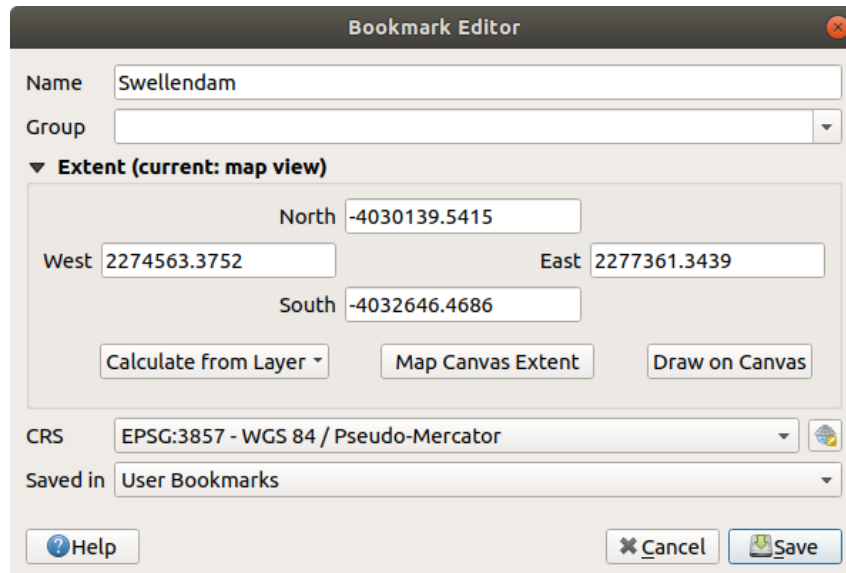 Bookmark Editor
Name Swellendam
Group
Extent (current: map view)
North -4030139.5415
West 2274563.3752 East 2277361.3439
South -4032646.4686
Calculate from Layer Map Canvas Extent Draw on Canvas
CRS EPSG:3857 - WGS 84 / Pseudo-Mercator
Saved in User Bookmarks
Help Cancel Save